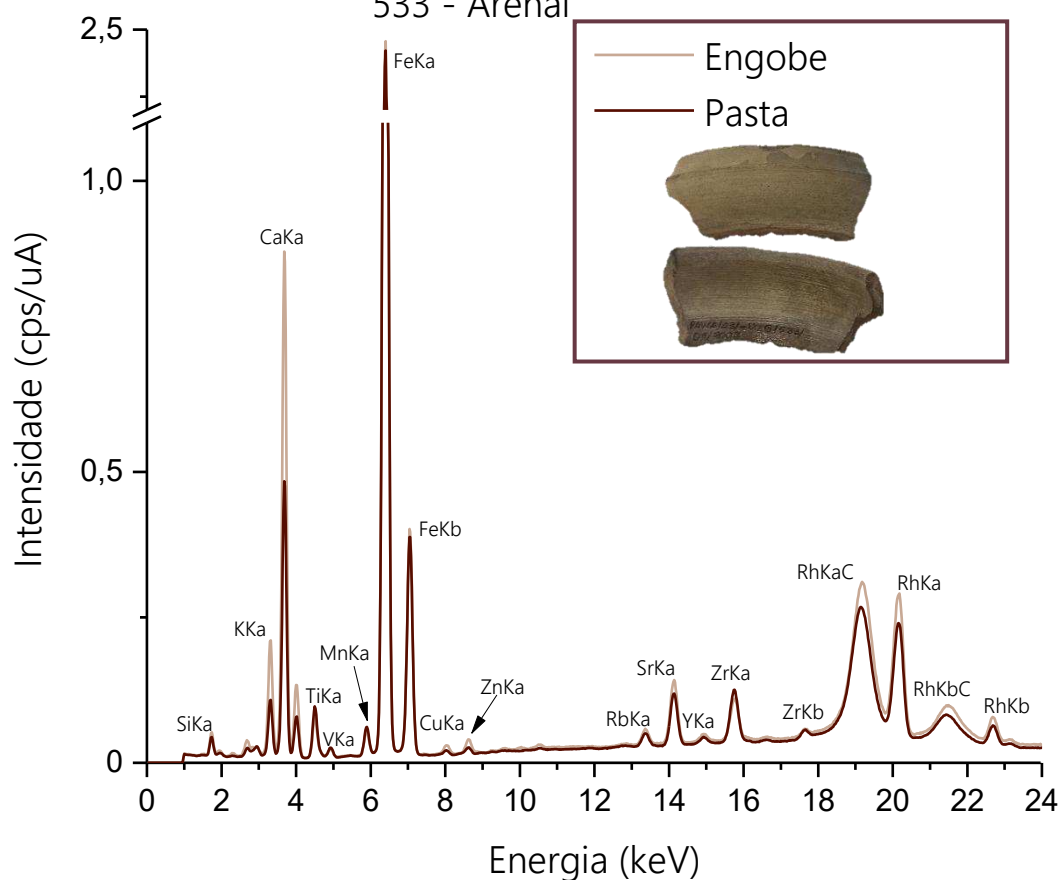 533 - Arenal
2,5
1,0
0,5
0
Intensidade (cps/uA)
Engobe
Pasta
FeKa
CaKa
FeKb
KKa
MnKa
TiKa
ZnKa
SiKa
VKa
CuKa
RbKa
SrKa
YKa
ZrKa
ZrKb
RhKaC
RhKa
RhKbC
RhKb
0 2 4 6 8 10 12 14 16 18 20 22 24
Energia (keV)